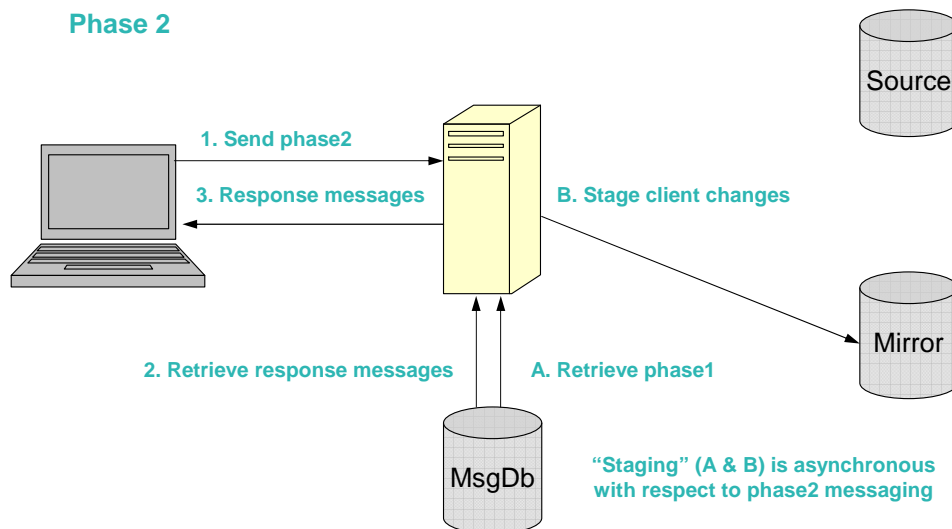 Phase 2
Source
1. Send phase2
3. Response messages
B. Stage client changes
Mirror
2. Retrieve response messages
A. Retrieve phase1
MsgDb
“Staging” (A & B) is asynchronous
with respect to phase2 messaging